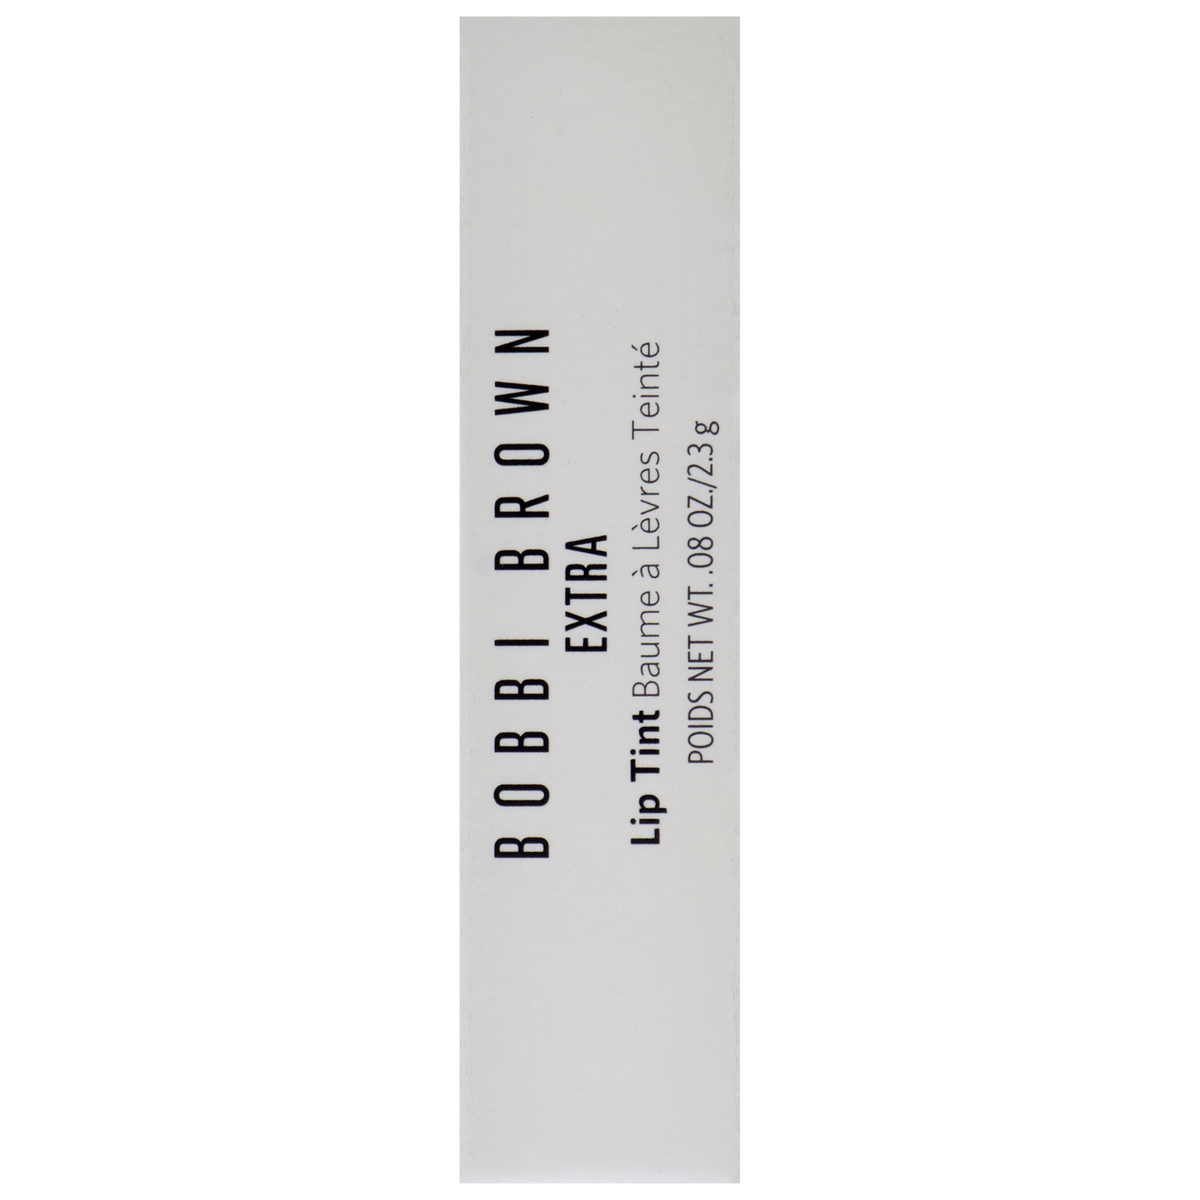 BOBBI BROWN
EXTRA
Lip Tint Baume à Lèvres Teinté
POIDS NET WT. .08 OZ./2.3 g